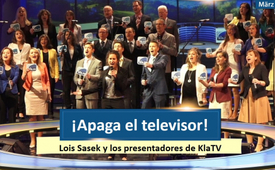 März
¡Apaga el televisor!
Lois Sasek y los presentadores de KlaTV